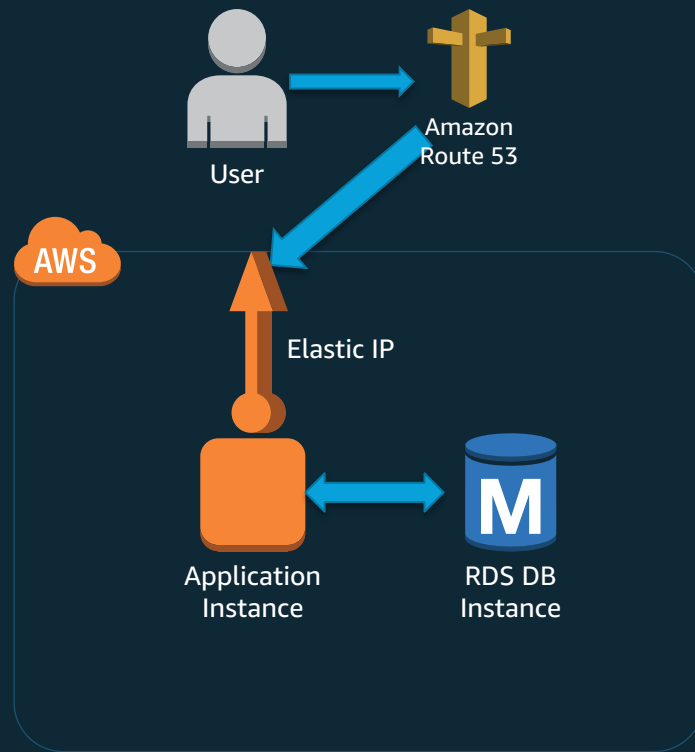 User
Amazon
Route 53
AWS
Elastic IP
M
Application
Instance
RDS DB
Instance